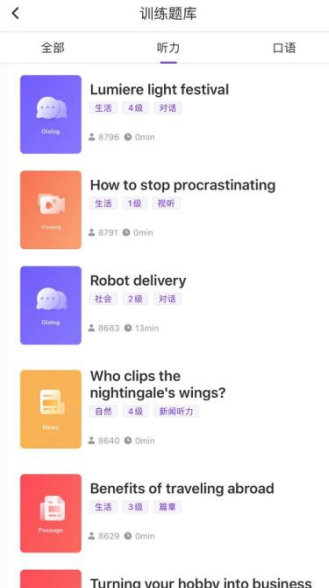 训练题库
全部 听力 口语
Lumiere light festival
生活 4级 对话
Dialog
8796 0min
How to stop procrastinating
生活 1级 视听
Viewing
8791 0min
Robot delivery
社会 2级 对话
Dialog
8683 13min
Who clips the
nightingale's wings?
自然 4级 新闻听力
News
8640 0min
Benefits of traveling abroad
生活 3级 篇章
Passage
8629 0min
Turning your hobby into business